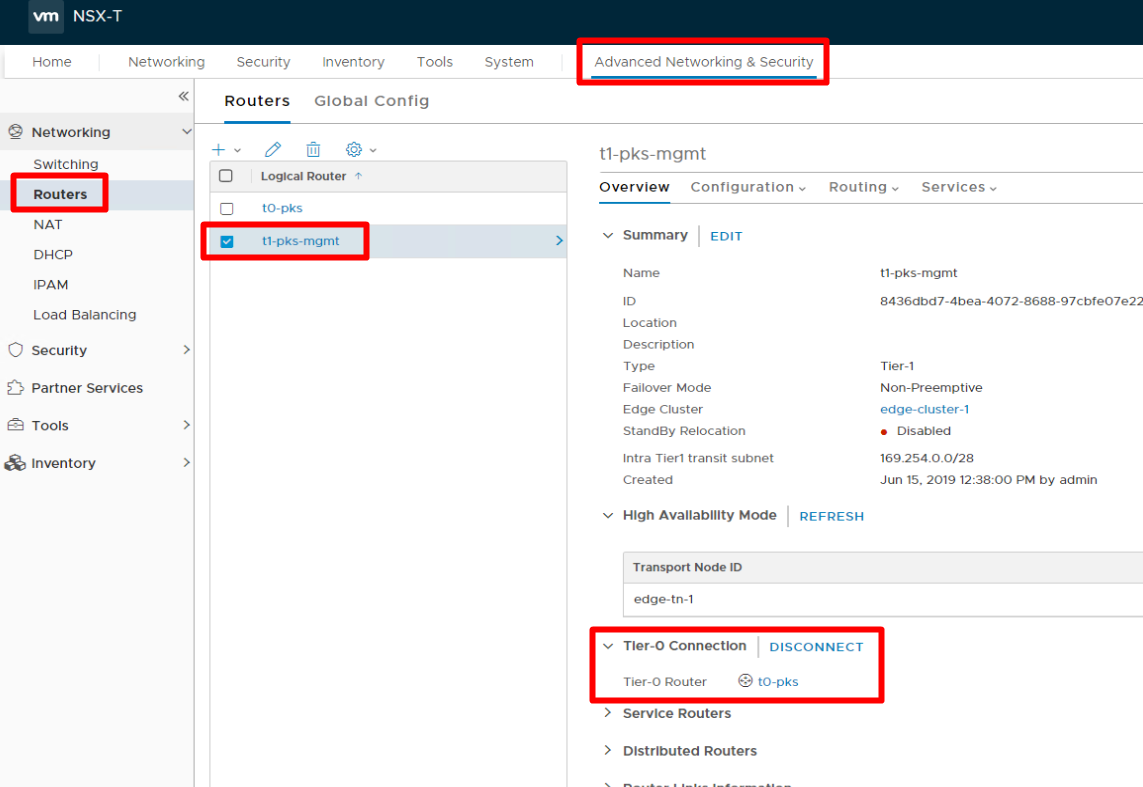 vm NSX-T
Home Networking Security Inventory Tools System Advanced Networking & Security
Routers Global Config
Networking
Switching
Routers
NAT
DHCP
IPAM
Load Balancing
Security
Partner Services
Tools
Inventory
Logical Router
t0-pks
t1-pks-mgmt
t1-pks-mgmt
Overview Configuration Routing Services
Summary EDIT
Name t1-pks-mgmt
ID 8436dbd7-4bea-4072-8688-97cbfe07e22
Location
Description
Type Tier-1
Failover Mode Non-Preemptive
Edge Cluster edge-cluster-1
StandBy Relocation Disabled
Intra Tier1 transit subnet 169.254.0.0/28
Created Jun 15, 2019 12:38:00 PM by admin
High Availability Mode REFRESH
Transport Node ID
edge-tn-1
Tier-0 Connection DISCONNECT
Tier-0 Router t0-pks
Service Routers
Distributed Routers
Router Links Information